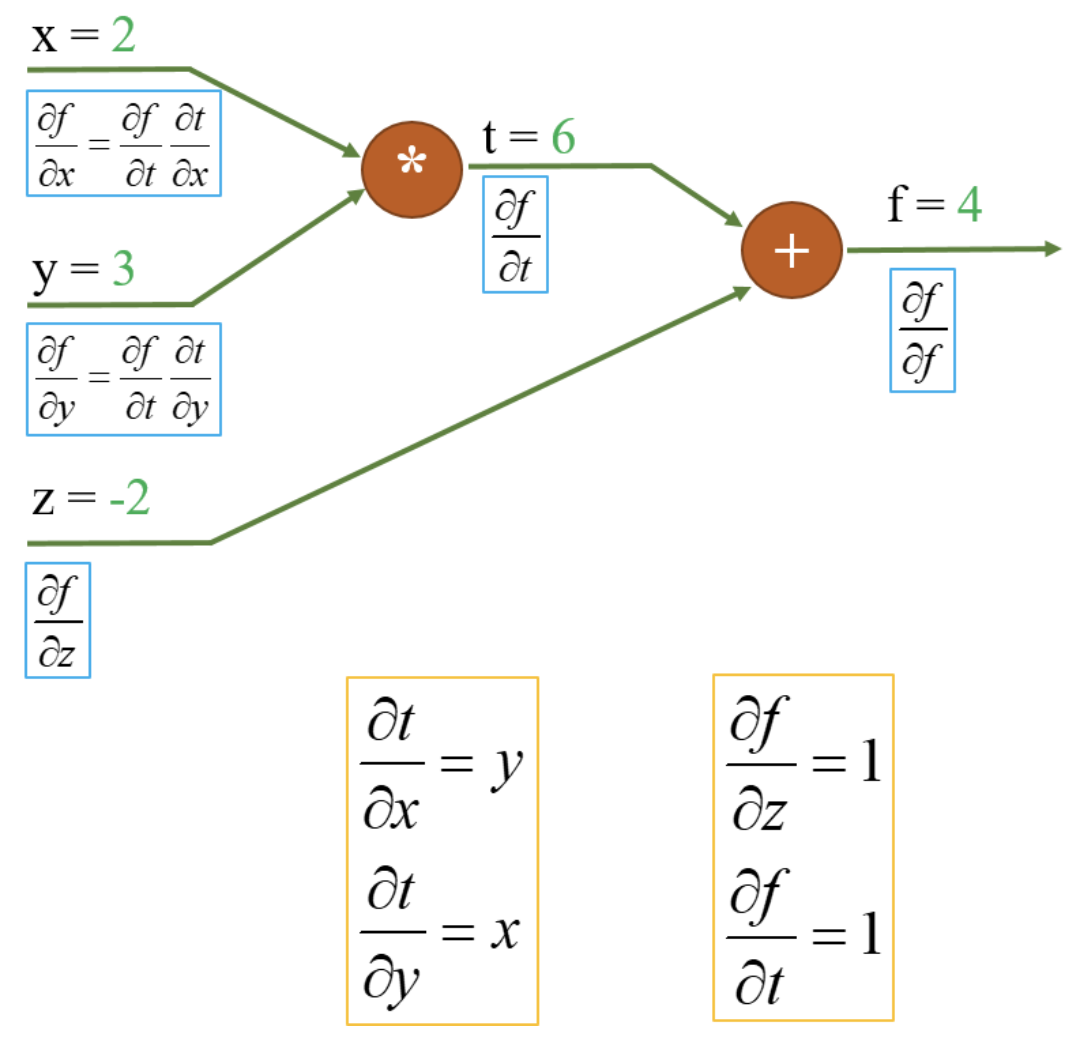 x = 2
∂f/∂x = ∂f/∂t ∂t/∂x
*
t = 6
∂f/∂t
y = 3
∂f/∂y = ∂f/∂t ∂t/∂y
+
f = 4
∂f/∂f
z = -2
∂f/∂z
∂t/∂x = y
∂t/∂y = x
∂f/∂z = 1
∂f/∂t = 1